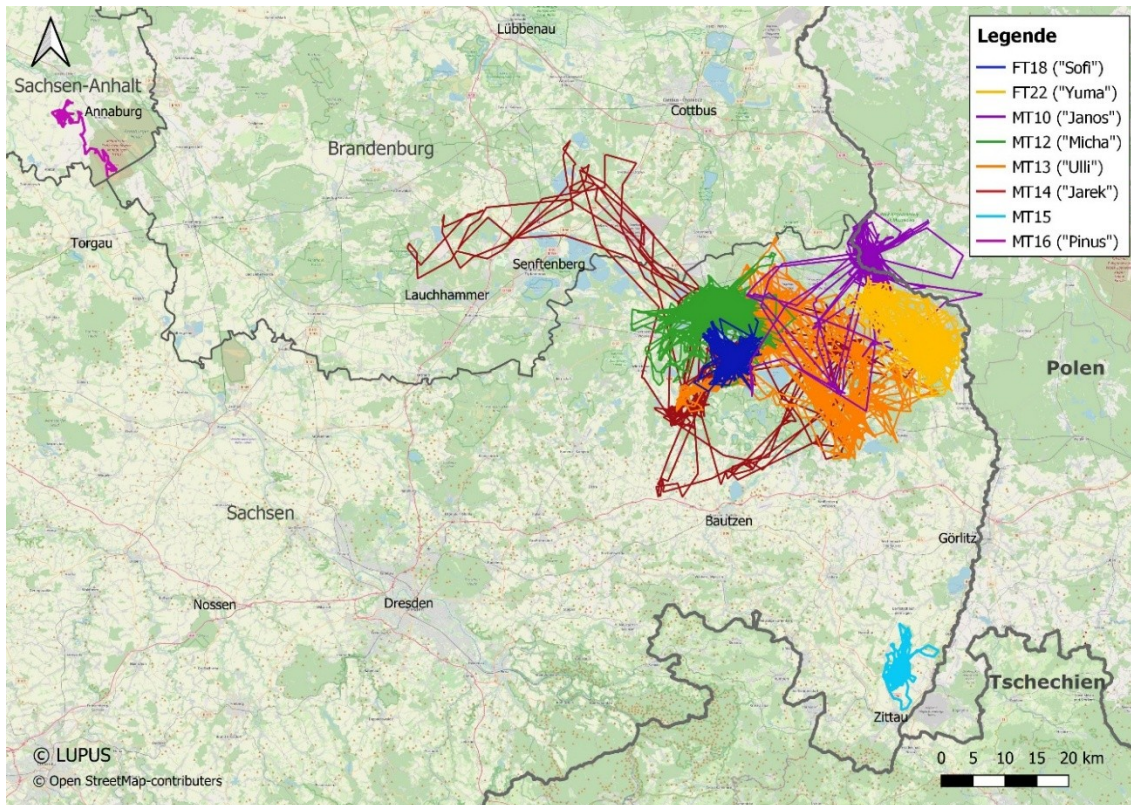 Lübbenau
Sachsen-Anhalt
Annaburg
Cottbus
Brandenburg
Torgau
Senftenberg
Lauchhammer
Polen
Sachsen
Bautzen
Görlitz
Nossen
Dresden
Tschechien
Zittau
Legende
FT18 ("Sofi")
FT22 ("Yuma")
MT10 ("Janos")
MT12 ("Micha")
MT13 ("Ulli")
MT14 ("Jarek")
MT15
MT16 ("Pinus")
© LUPUS
© Open StreetMap-contributers
0 5 10 15 20 km